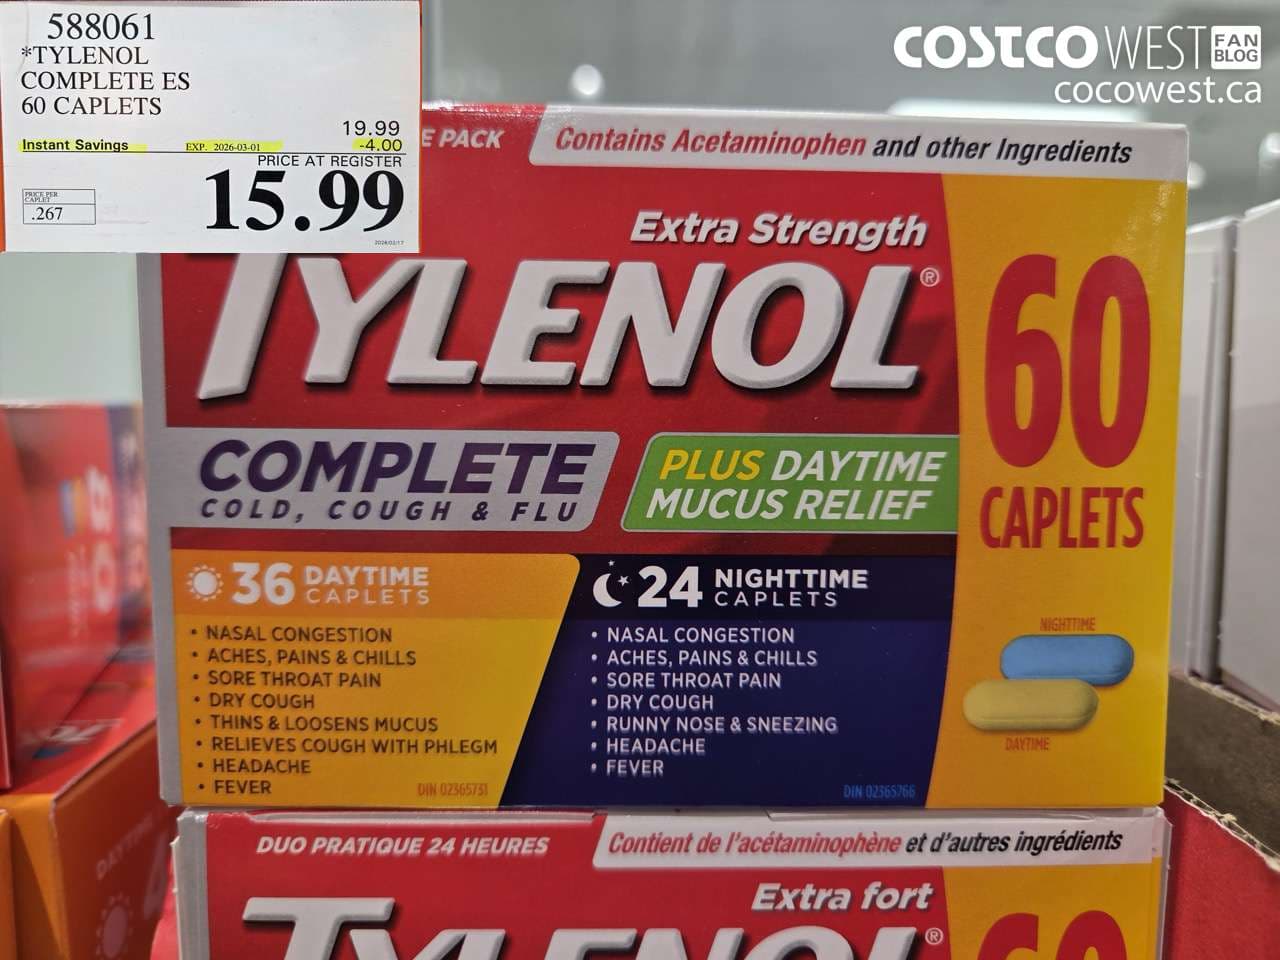 588061
*TYLENOL
COMPLETE ES
60 CAPLETS
19.99
Instant Savings EXP. 2026-03-01 -4.00
PRICE AT REGISTER
15.99
PRICE PER
CAPLET
.267
2026/02/17
COSTCO WEST FAN BLOG
cocowest.ca
E PACK
Contains Acetaminophen and other Ingredients
Extra Strength
TYLENOL®
COMPLETE
COLD, COUGH & FLU
PLUS DAYTIME
MUCUS RELIEF
60
CAPLETS
36 DAYTIME
CAPLETS
• NASAL CONGESTION
• ACHES, PAINS & CHILLS
• SORE THROAT PAIN
• DRY COUGH
• THINS & LOOSENS MUCUS
• RELIEVES COUGH WITH PHLEGM
• HEADACHE
• FEVER
DIN 02365731
24 NIGHTTIME
CAPLETS
• NASAL CONGESTION
• ACHES, PAINS & CHILLS
• SORE THROAT PAIN
• DRY COUGH
• RUNNY NOSE & SNEEZING
• HEADACHE
• FEVER
DIN 02365766
NIGHTTIME
DAYTIME
DUO PRATIQUE 24 HEURES
Contient de l'acétaminophène et d'autres ingrédients
Extra fort
TYLENOL®
60